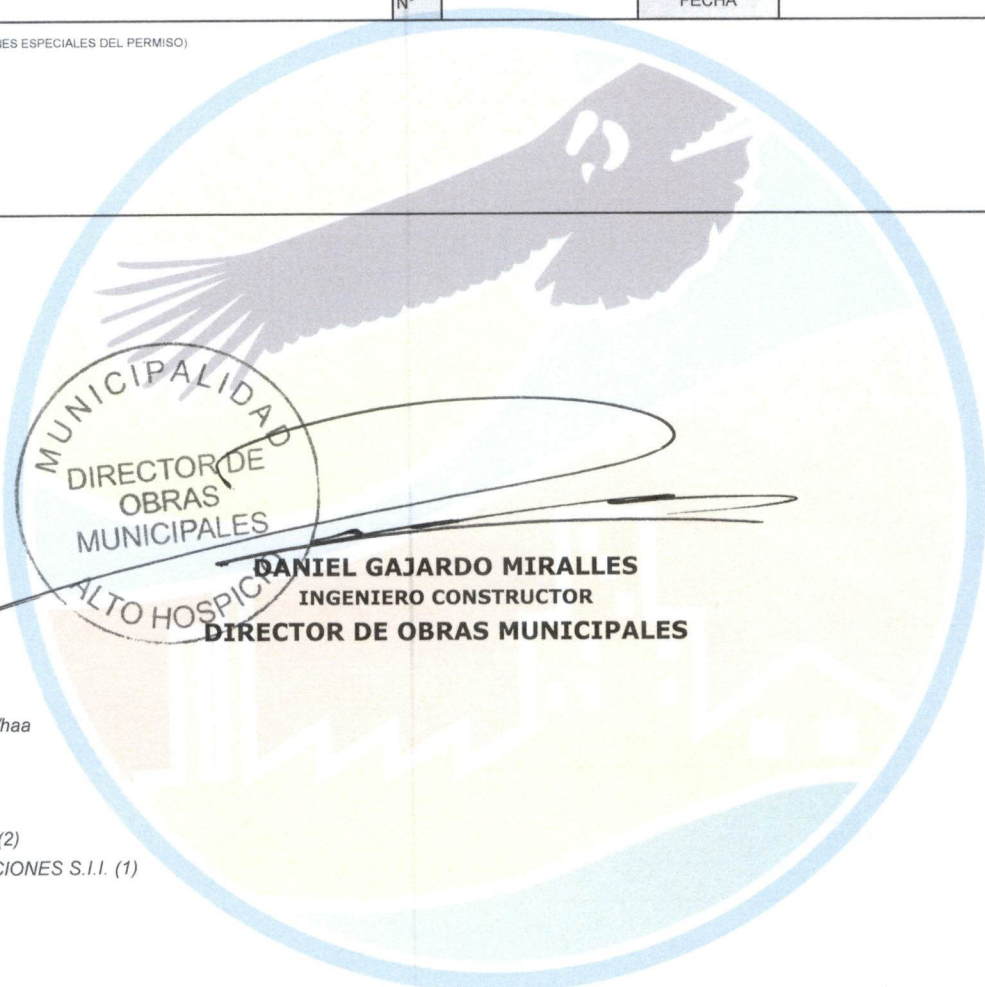 N° FECHA
NES ESPECIALES DEL PERMISO)
MUNICIPALIDAD
DIRECTOR DE
OBRAS
MUNICIPALES
ALTO HOSPICIO
DANIEL GAJARDO MIRALLES
INGENIERO CONSTRUCTOR
DIRECTOR DE OBRAS MUNICIPALES
/haa
(2)
CIONES S.I.I. (1)